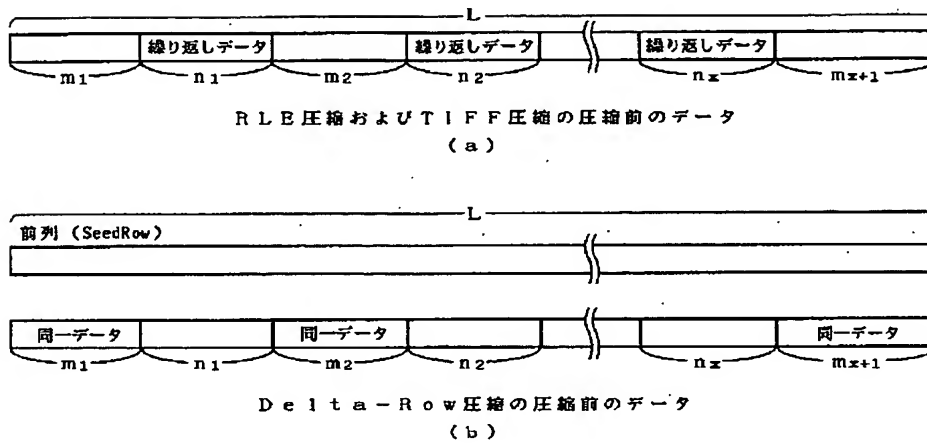 L
繰り返しデータ 繰り返しデータ 繰り返しデータ
m1 n1 m2 n2 nx mx+1
RLE圧縮およびTIFF圧縮の圧縮前のデータ
(a)
L
前列 (SeedRow)
同一データ 同一データ 同一データ
m1 n1 m2 n2 nx mx+1
Delta-Row圧縮の圧縮前のデータ
(b)